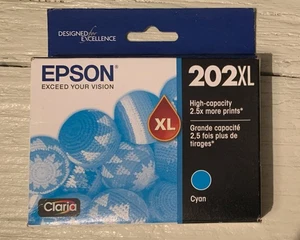 DESIGNED for
EXCELLENCE
EPSON
EXCEED YOUR VISION
202XL
High-capacity
2.5x more prints*
XL
Grande capacité
2,5 fois plus de
tirages*
Cyan
Claria